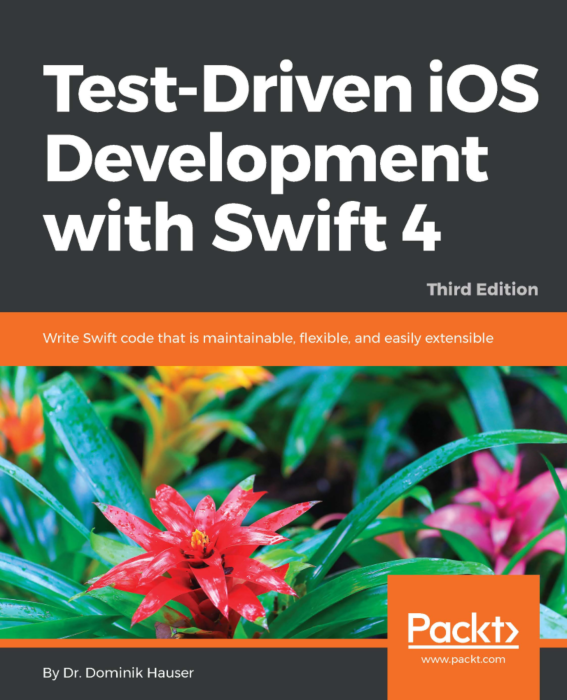 Test-Driven iOS
Development
with Swift 4
Third Edition
Write Swift code that is maintainable, flexible, and easily extensible
Packt>
www.packt.com
By Dr. Dominik Hauser